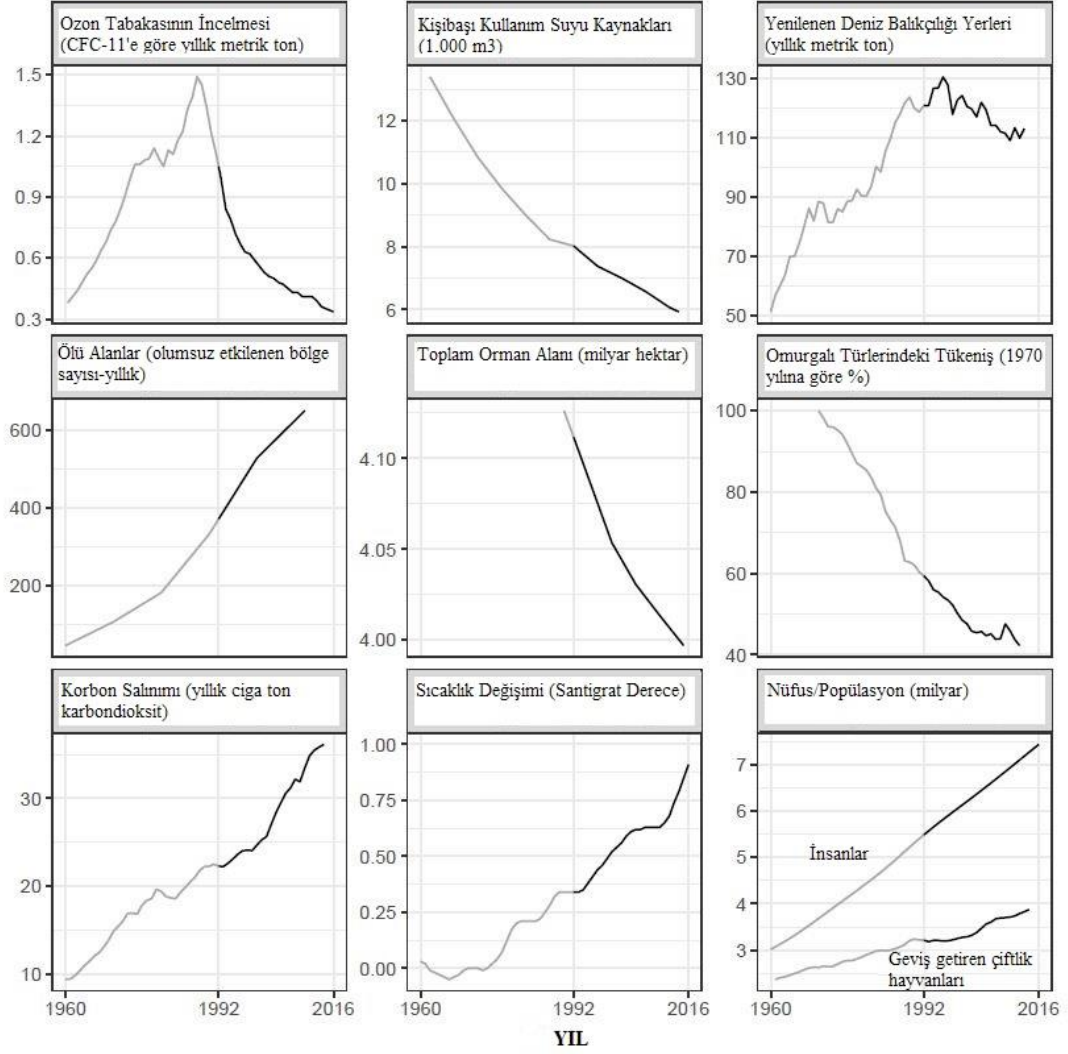 Ozon Tabakasının İncelmesi
(CFC-11'e göre yıllık metrik ton)
Kişibaşı Kullanım Suyu Kaynakları
(1.000 m3)
Yenilenen Deniz Balıkçılığı Yerleri
(yıllık metrik ton)
1.5
1.2
0.9
0.6
0.3
12
10
8
6
130
110
90
70
50
Ölü Alanlar (olumsuz etkilenen bölge
sayısı-yıllık)
Toplam Orman Alanı (milyar hektar)
Omurgalı Türlerindeki Tükeniş (1970
yılına göre %)
600
400
200
4.10
4.05
4.00
100
80
60
40
Korbon Salınımı (yıllık ciga ton
karbondioksit)
Sıcaklık Değişimi (Santigrat Derece)
Nüfus/Popülasyon (milyar)
30
20
10
1.00
0.75
0.50
0.25
0.00
7
6
5
4
3
İnsanlar
Geviş getiren çiftlik
hayvanları
1960 1992 2016
1960 1992 2016
1960 1992 2016
YIL